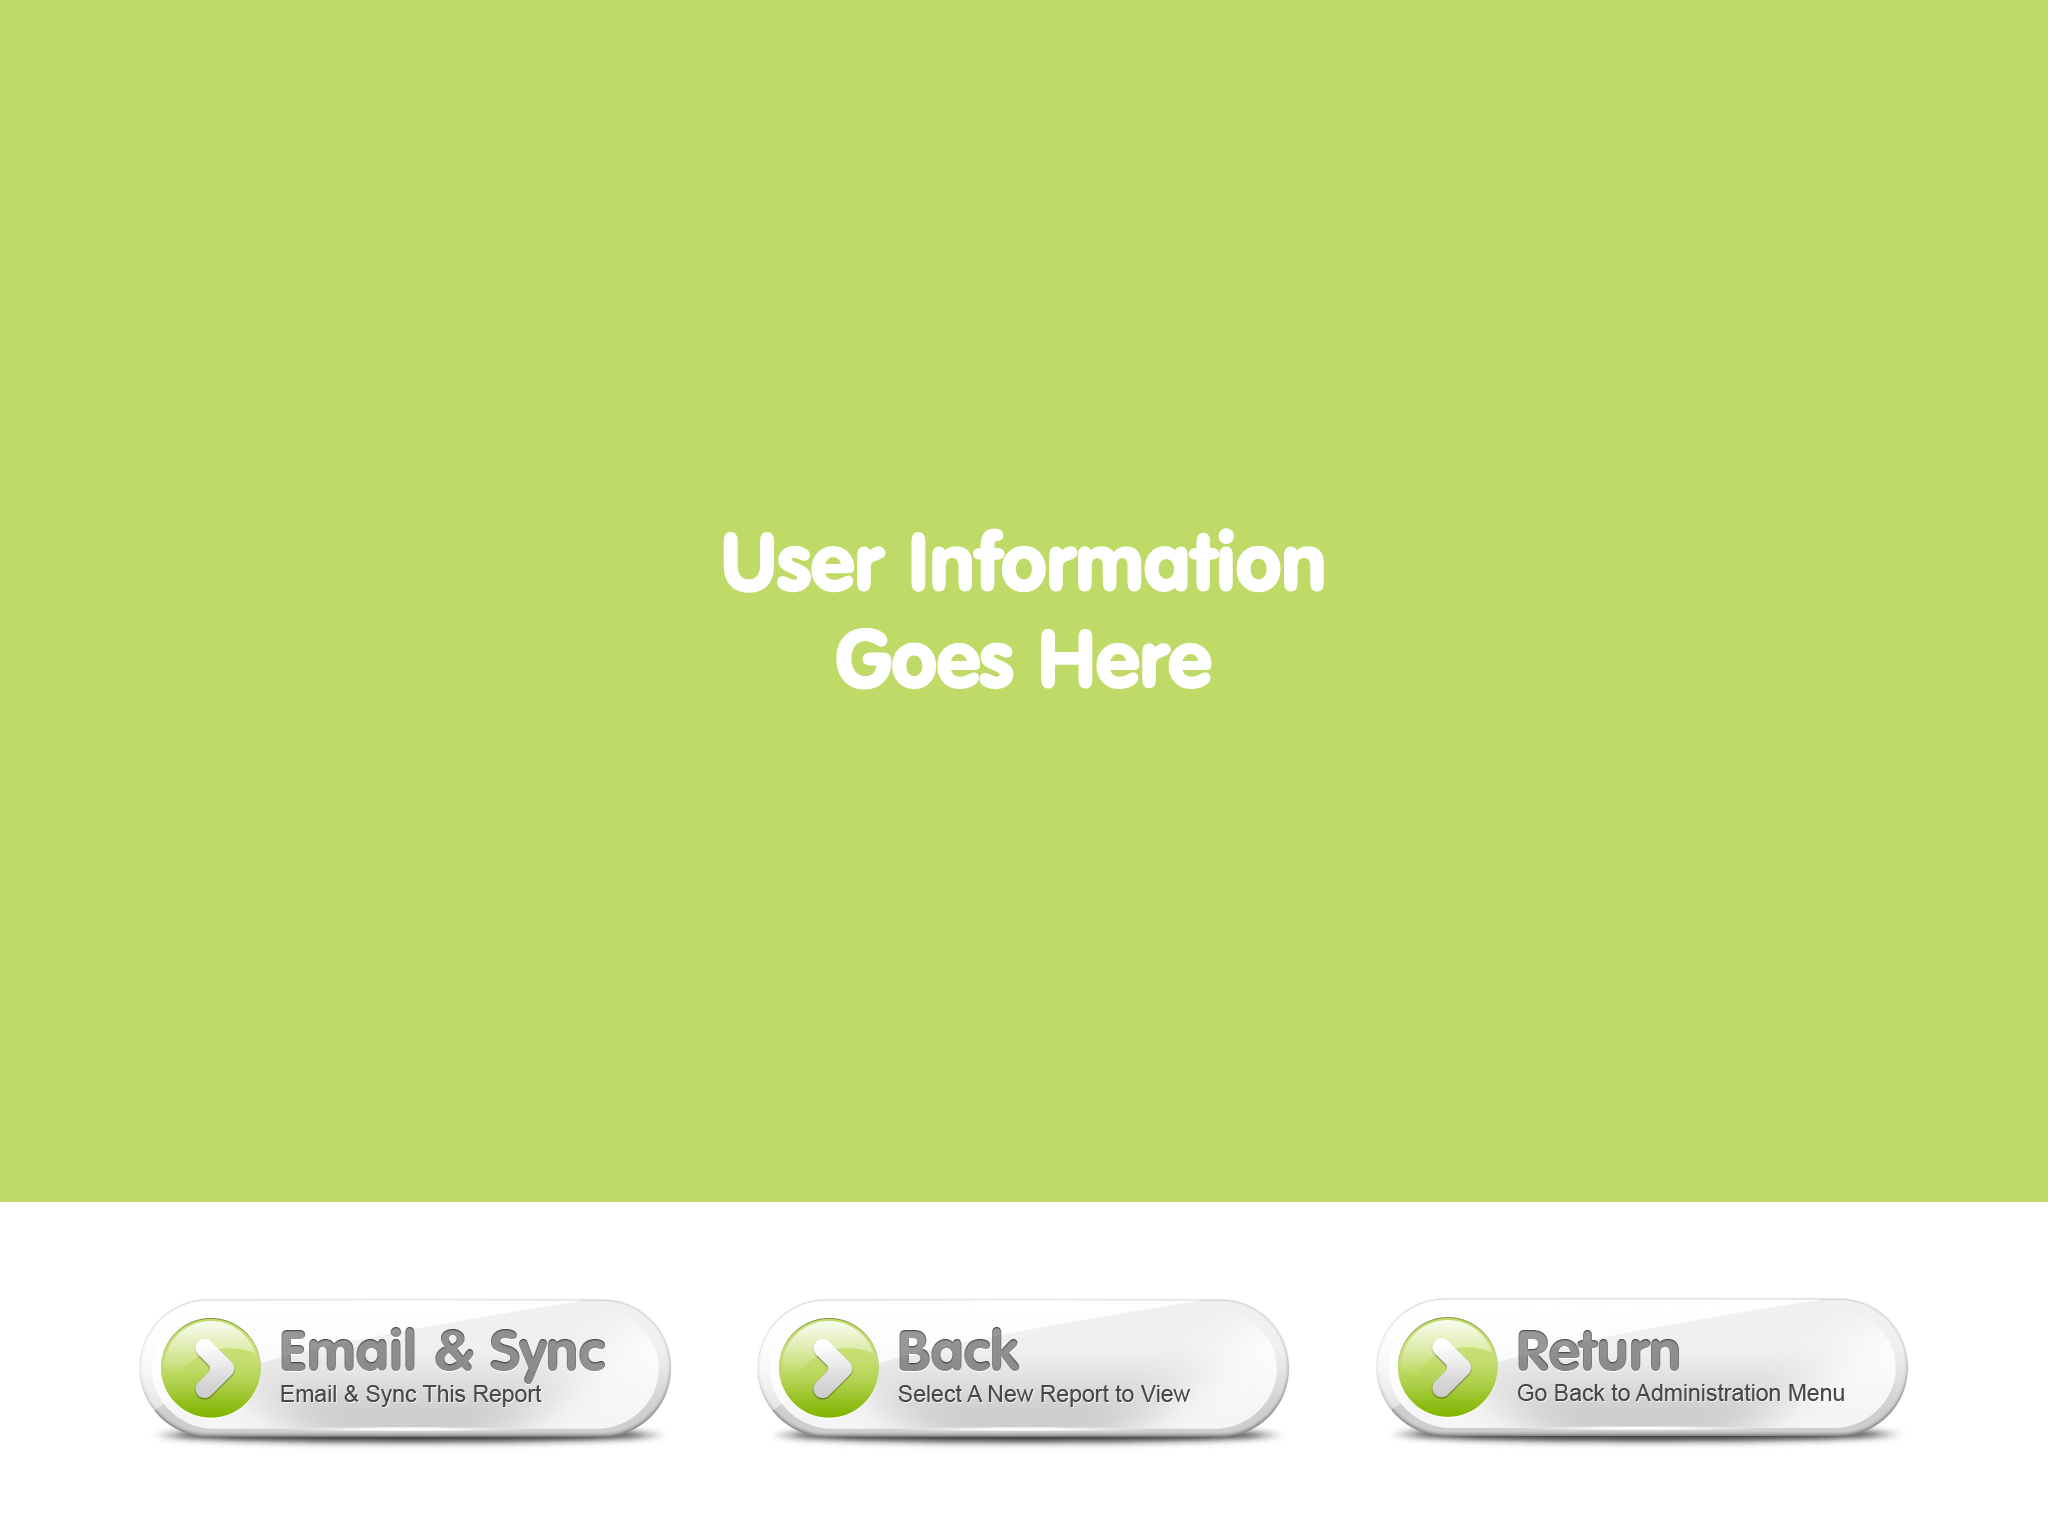 User Information
Goes Here
Email & Sync
Email & Sync This Report
Back
Select A New Report to View
Return
Go Back to Administration Menu